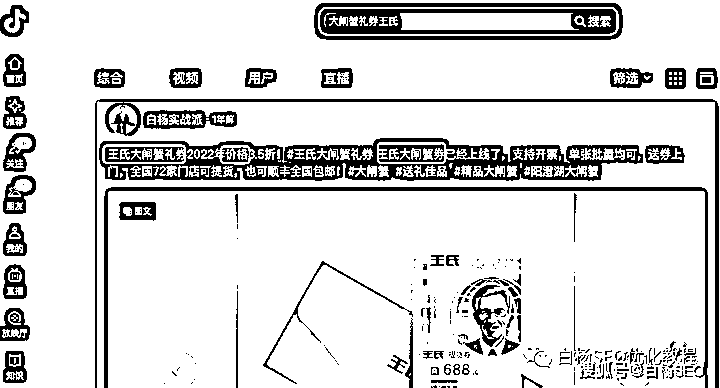 大闸蟹礼券王氏
搜索
综合 视频 用户 直播 筛选
首页
推荐
关注
朋友
我的
直播
放映厅
知识
白杨实战派 · 1年前
王氏大闸蟹礼券2022年价格3.5折! #王氏大闸蟹礼券 王氏大闸蟹券已经上线了,支持开票,单张批量均可,送券上
门,全国72家门店可提货,也可顺丰全国包邮! #大闸蟹 #送礼佳品 #精品大闸蟹 #阳澄湖大闸蟹
图文
王氏
王氏
688
白杨SEO优化教程
搜狐号@白杨SEO